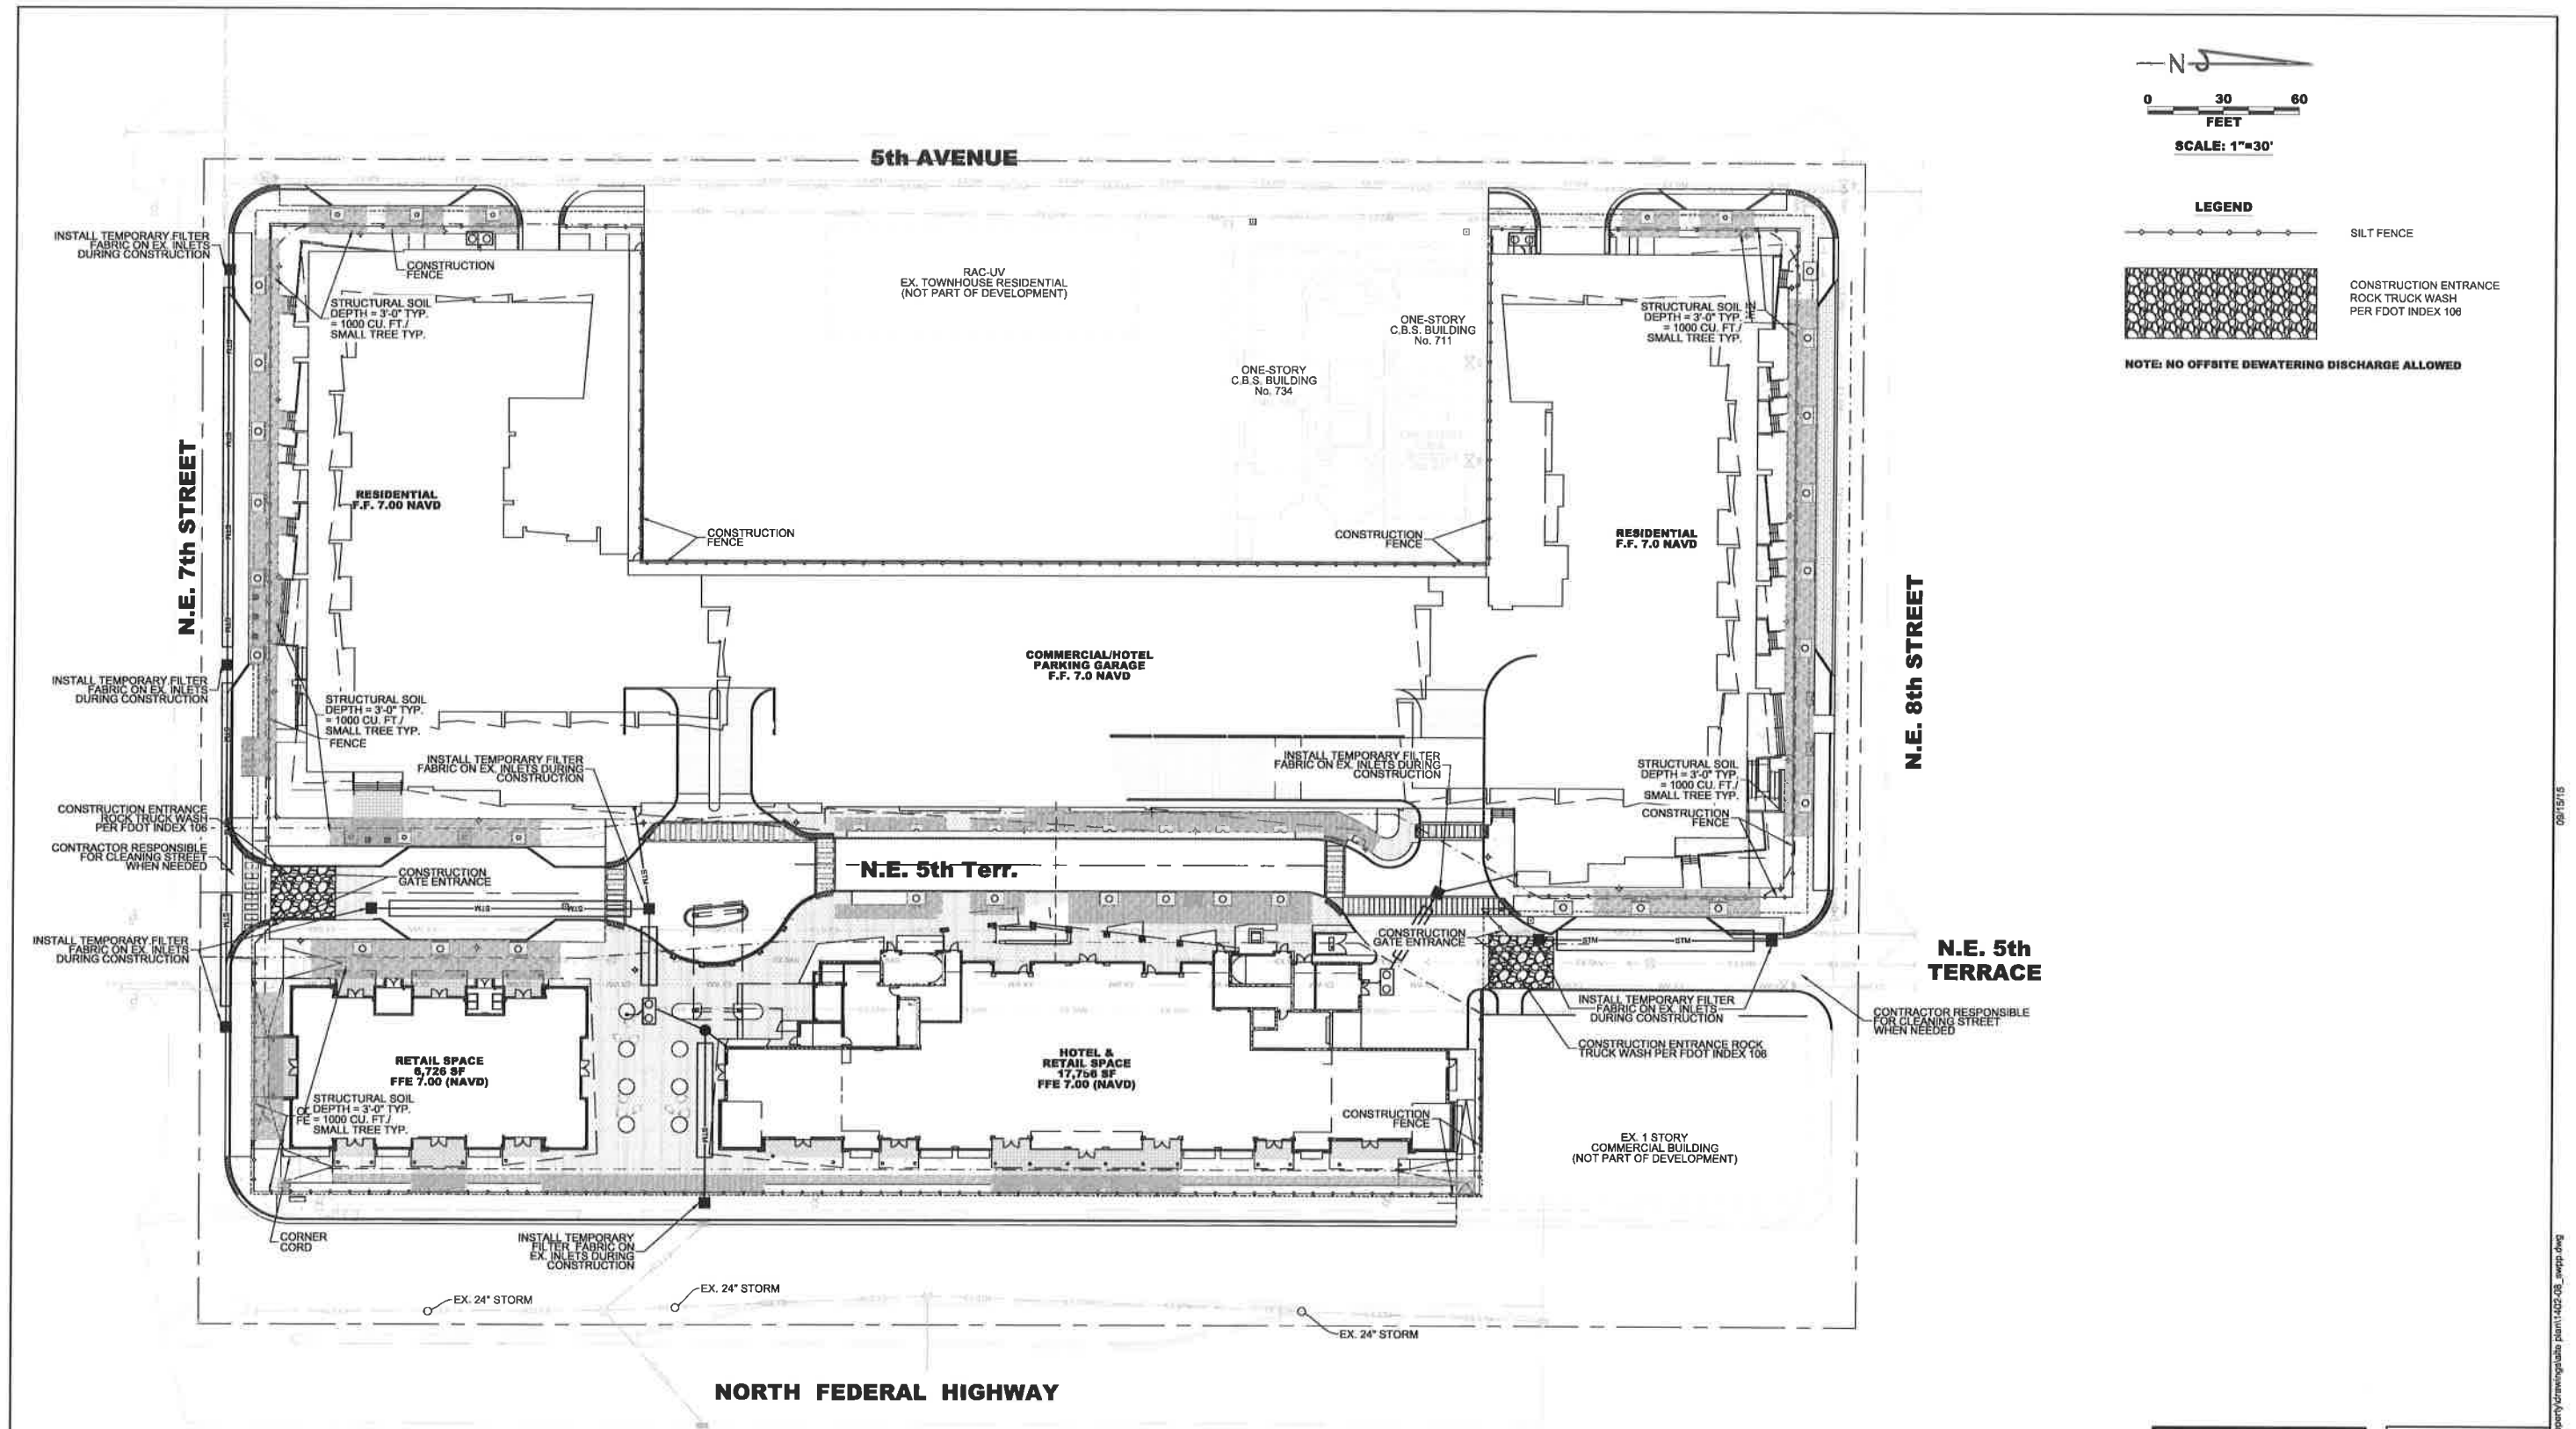 N
0 30 60
FEET
SCALE: 1"=30'
LEGEND
SILT FENCE
CONSTRUCTION ENTRANCE
ROCK TRUCK WASH
PER FDOT INDEX 106
NOTE: NO OFFSITE DEWATERING DISCHARGE ALLOWED
5th AVENUE
INSTALL TEMPORARY FILTER
FABRIC ON EX. INLETS
DURING CONSTRUCTION
CONSTRUCTION
FENCE
STRUCTURAL SOIL
DEPTH = 3'-0" TYP.
= 1000 CU. FT./
SMALL TREE TYP.
RAC-UV
EX. TOWNHOUSE RESIDENTIAL
(NOT PART OF DEVELOPMENT)
ONE-STORY
C.B.S. BUILDING
No. 711
ONE-STORY
C.B.S. BUILDING
No. 734
STRUCTURAL SOIL
DEPTH = 3'-0" TYP.
= 1000 CU. FT./
SMALL TREE TYP.
N.E. 7th STREET
RESIDENTIAL
F.F. 7.00 NAVD
CONSTRUCTION
FENCE
CONSTRUCTION
FENCE
RESIDENTIAL
F.F. 7.0 NAVD
N.E. 8th STREET
COMMERCIAL/HOTEL
PARKING GARAGE
F.F. 7.0 NAVD
INSTALL TEMPORARY FILTER
FABRIC ON EX. INLETS
DURING CONSTRUCTION
STRUCTURAL SOIL
DEPTH = 3'-0" TYP.
= 1000 CU. FT./
SMALL TREE TYP.
FENCE
INSTALL TEMPORARY FILTER
FABRIC ON EX. INLETS DURING
CONSTRUCTION
INSTALL TEMPORARY FILTER
FABRIC ON EX. INLETS DURING
CONSTRUCTION
STRUCTURAL SOIL
DEPTH = 3'-0" TYP.
= 1000 CU. FT./
SMALL TREE TYP.
CONSTRUCTION
FENCE
CONSTRUCTION ENTRANCE
ROCK TRUCK WASH
PER FDOT INDEX 106
CONTRACTOR RESPONSIBLE
FOR CLEANING STREET
WHEN NEEDED
CONSTRUCTION
GATE ENTRANCE
N.E. 5th Terr.
STM
STM
STM
INSTALL TEMPORARY FILTER
FABRIC ON EX. INLETS
DURING CONSTRUCTION
CONSTRUCTION
GATE ENTRANCE
STM
STM
N.E. 5th
TERRACE
INSTALL TEMPORARY FILTER
FABRIC ON EX. INLETS
DURING CONSTRUCTION
CONTRACTOR RESPONSIBLE
FOR CLEANING STREET
WHEN NEEDED
CONSTRUCTION ENTRANCE ROCK
TRUCK WASH PER FDOT INDEX 106
RETAIL SPACE
6,726 SF
FFE 7.00 (NAVD)
HOTEL &
RETAIL SPACE
17,756 SF
FFE 7.00 (NAVD)
STRUCTURAL SOIL
DEPTH = 3'-0" TYP.
= 1000 CU. FT./
SMALL TREE TYP.
STM
CONSTRUCTION
FENCE
EX. 1 STORY
COMMERCIAL BUILDING
(NOT PART OF DEVELOPMENT)
CORNER
CORD
INSTALL TEMPORARY
FILTER FABRIC ON
EX. INLETS DURING
CONSTRUCTION
EX. 24" STORM
EX. 24" STORM
EX. 24" STORM
NORTH FEDERAL HIGHWAY
09/15/15